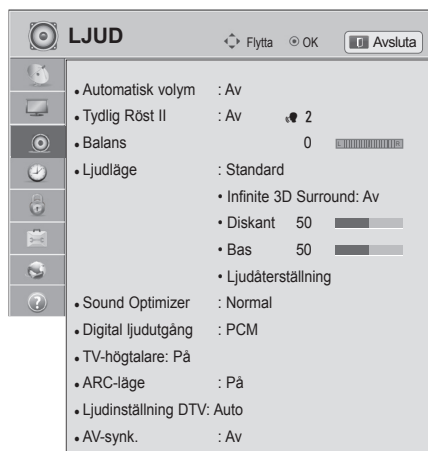 LJUD Flytta OK Avsluta
• Automatisk volym : Av
• Tydlig Röst II : Av 2
• Balans 0 L R
• Ljudläge : Standard
• Infinite 3D Surround: Av
• Diskant 50
• Bas 50
• Ljudåterställning
• Sound Optimizer : Normal
• Digital ljudutgång : PCM
• TV-högtalare: På
• ARC-läge : På
• Ljudinställning DTV: Auto
• AV-synk. : Av